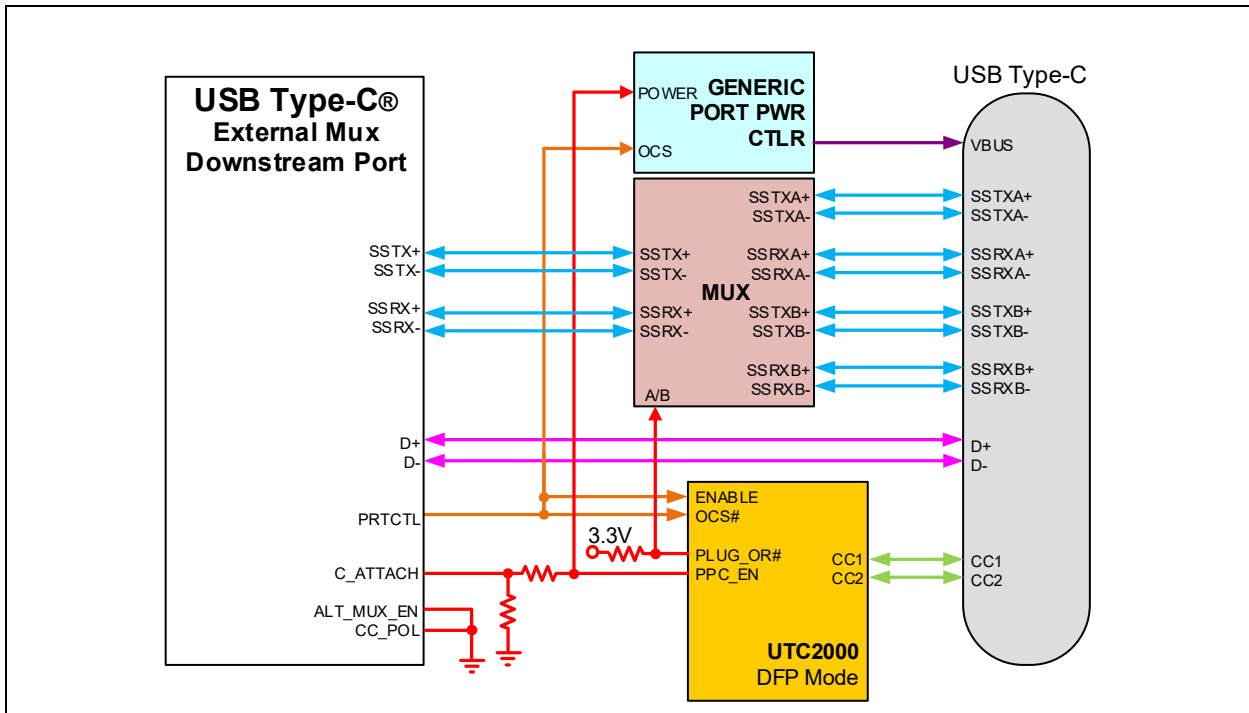 USB Type-C®
External Mux
Downstream Port
SSTX+
SSTX-
SSRX+
SSRX-
D+
D-
PRTCTL
C_ATTACH
ALT_MUX_EN
CC_POL
3.3V
POWER
OCS
GENERIC
PORT PWR
CTLR
SSTX+
SSTX-
SSRX+
SSRX-
MUX
A/B
SSTXA+
SSTXA-
SSRXA+
SSRXA-
SSTXB+
SSTXB-
SSRXB+
SSRXB-
ENABLE
OCS#
PLUG_OR#
PPC_EN
CC1
CC2
UTC2000
DFP Mode
USB Type-C
VBUS
SSTXA+
SSTXA-
SSRXA+
SSRXA-
SSTXB+
SSTXB-
SSRXB+
SSRXB-
D+
D-
CC1
CC2